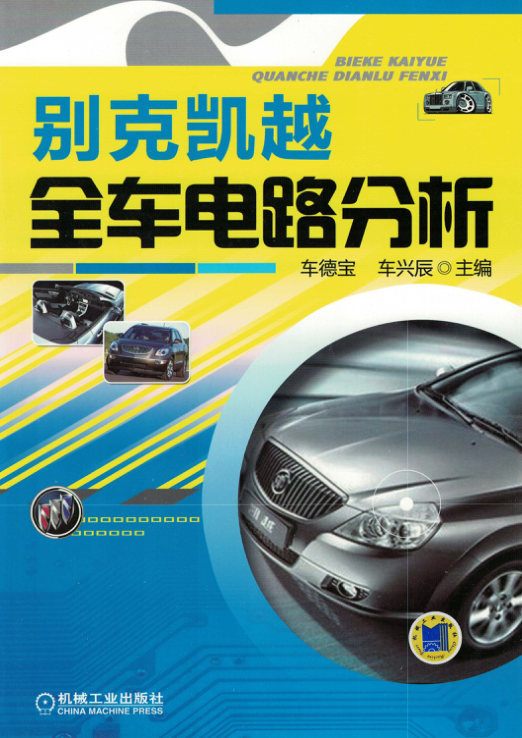 BIEKE KAIYUE
QUANCHE DIANLU FENXI
别克凯越
全车电路分析
车德宝 车兴辰◎主编
机械工业出版社
CHINA MACHINE PRESS